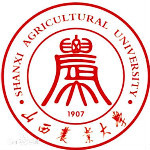 SHANXI AGRICULTURAL UNIVERSITY
1907
山西農業大學